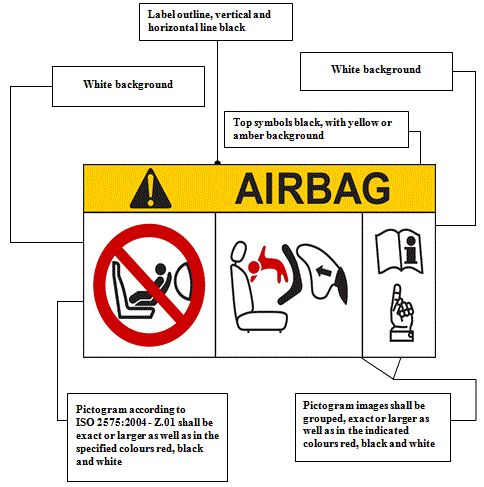 Label outline, vertical and
horizontal line black
White background
White background
Top symbols black, with yellow or
amber background
AIRBAG
Pictogram according to
ISO 2575:2004 - Z.01 shall be
exact or larger as well as in the
specified colours red, black
and white
Pictogram images shall be
grouped, exact or larger as
well as in the indicated
colours red, black and white